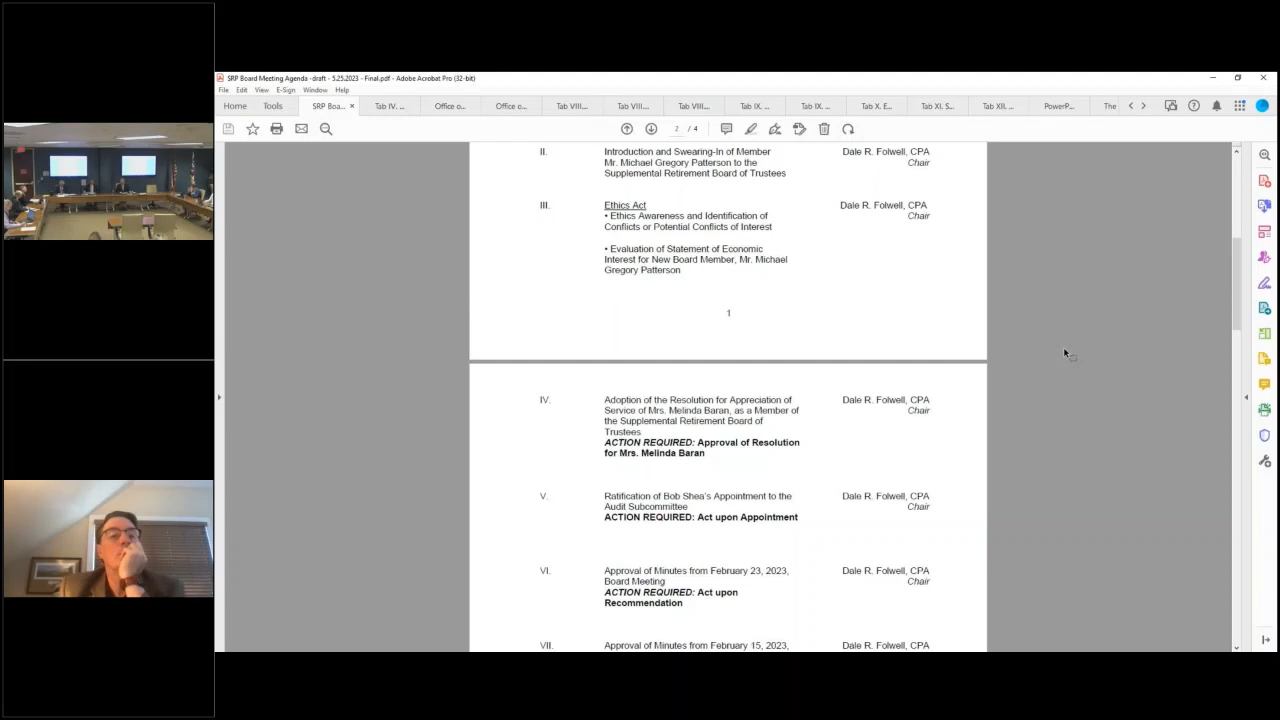 SRP Board Meeting Agenda -draft - 5.25.2023 - Final.pdf - Adobe Acrobat Pro (32-bit)
File Edit View E-Sign Window Help
Home Tools SRP Boa... × Tab IV. ... Office o... Office o... Tab VIII.... Tab VIII.... Tab VIII.... Tab IX. ... Tab IX. ... Tab X. E... Tab XI. S... Tab XII. ... PowerP... The
2 / 4
II. Introduction and Swearing-In of Member Dale R. Folwell, CPA
Mr. Michael Gregory Patterson to the Chair
Supplemental Retirement Board of Trustees
III. Ethics Act Dale R. Folwell, CPA
• Ethics Awareness and Identification of Chair
Conflicts or Potential Conflicts of Interest
• Evaluation of Statement of Economic
Interest for New Board Member, Mr. Michael
Gregory Patterson
1
IV. Adoption of the Resolution for Appreciation of Dale R. Folwell, CPA
Service of Mrs. Melinda Baran, as a Member of Chair
the Supplemental Retirement Board of
Trustees
ACTION REQUIRED: Approval of Resolution
for Mrs. Melinda Baran
V. Ratification of Bob Shea's Appointment to the Dale R. Folwell, CPA
Audit Subcommittee Chair
ACTION REQUIRED: Act upon Appointment
VI. Approval of Minutes from February 23, 2023, Dale R. Folwell, CPA
Board Meeting Chair
ACTION REQUIRED: Act upon
Recommendation
VII. Approval of Minutes from February 15, 2023, Dale R. Folwell, CPA